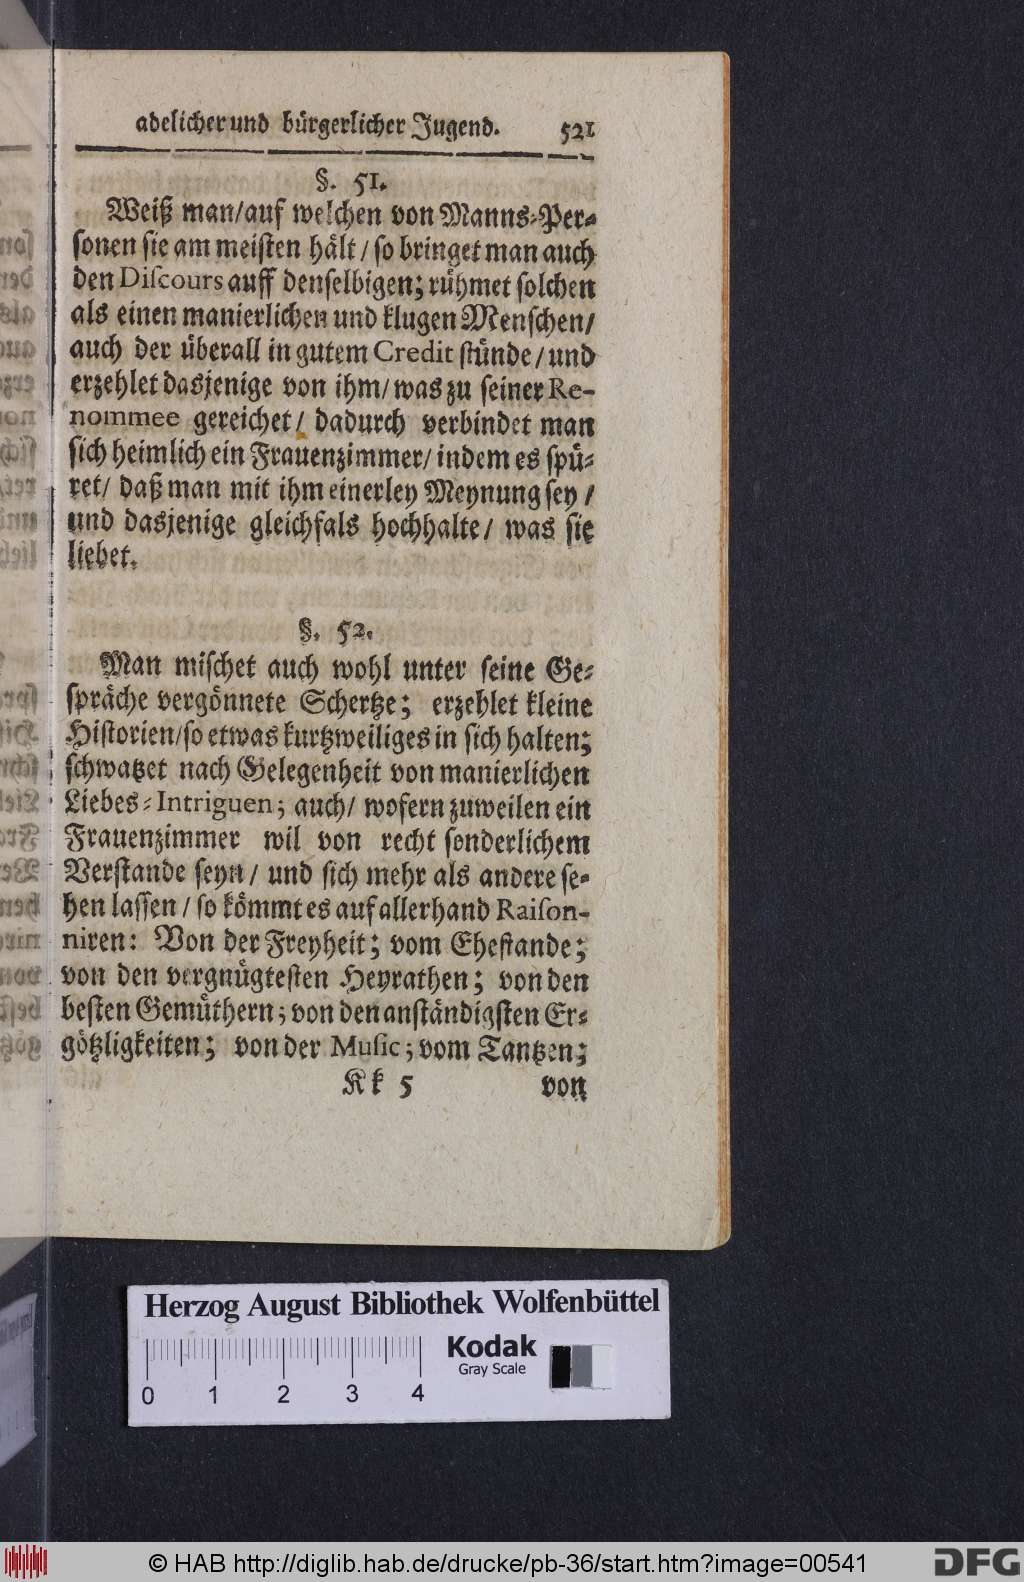 adelicher und bürgerlicher Jugend. 521
§. 51.
Weiß man/auf welchen von Manns-Per-
sonen sie am meisten hält / so bringet man auch
den Discours auff denselbigen; rühmet solchen
als einen manierlichen und klugen Menschen/
auch der überall in gutem Credit stünde / und
erzehlet dasjenige von ihm/ was zu seiner Re-
nommee gereichet/ dadurch verbindet man
sich heimlich ein Frauenzimmer/ indem es spü-
ret/ daß man mit ihm einerley Meynung sey /
und dasjenige gleichfals hochhalte/ was sie
liebet.
§. 52.
Man mischet auch wohl unter seine Ge-
spräche vergönnete Schertze; erzehlet kleine
Historien/so etwas kurtzweiliges in sich halten;
schwatzet nach Gelegenheit von manierlichen
Liebes-Intriguen; auch/ wofern zuweilen ein
Frauenzimmer wil von recht sonderlichem
Verstande seyn/ und sich mehr als andere se-
hen lassen / so kömmt es auf allerhand Raison-
niren: Von der Freyheit; vom Ehestande;
von den vergnügtesten Heyrathen; von den
besten Gemüthern; von den anständigsten Er-
götzligkeiten; von der Music; vom Tantzen;
Kk 5 von
Herzog August Bibliothek Wolfenbüttel
Kodak
Gray Scale
0 1 2 3 4
© HAB http://diglib.hab.de/drucke/pb-36/start.htm?image=00541
DFG